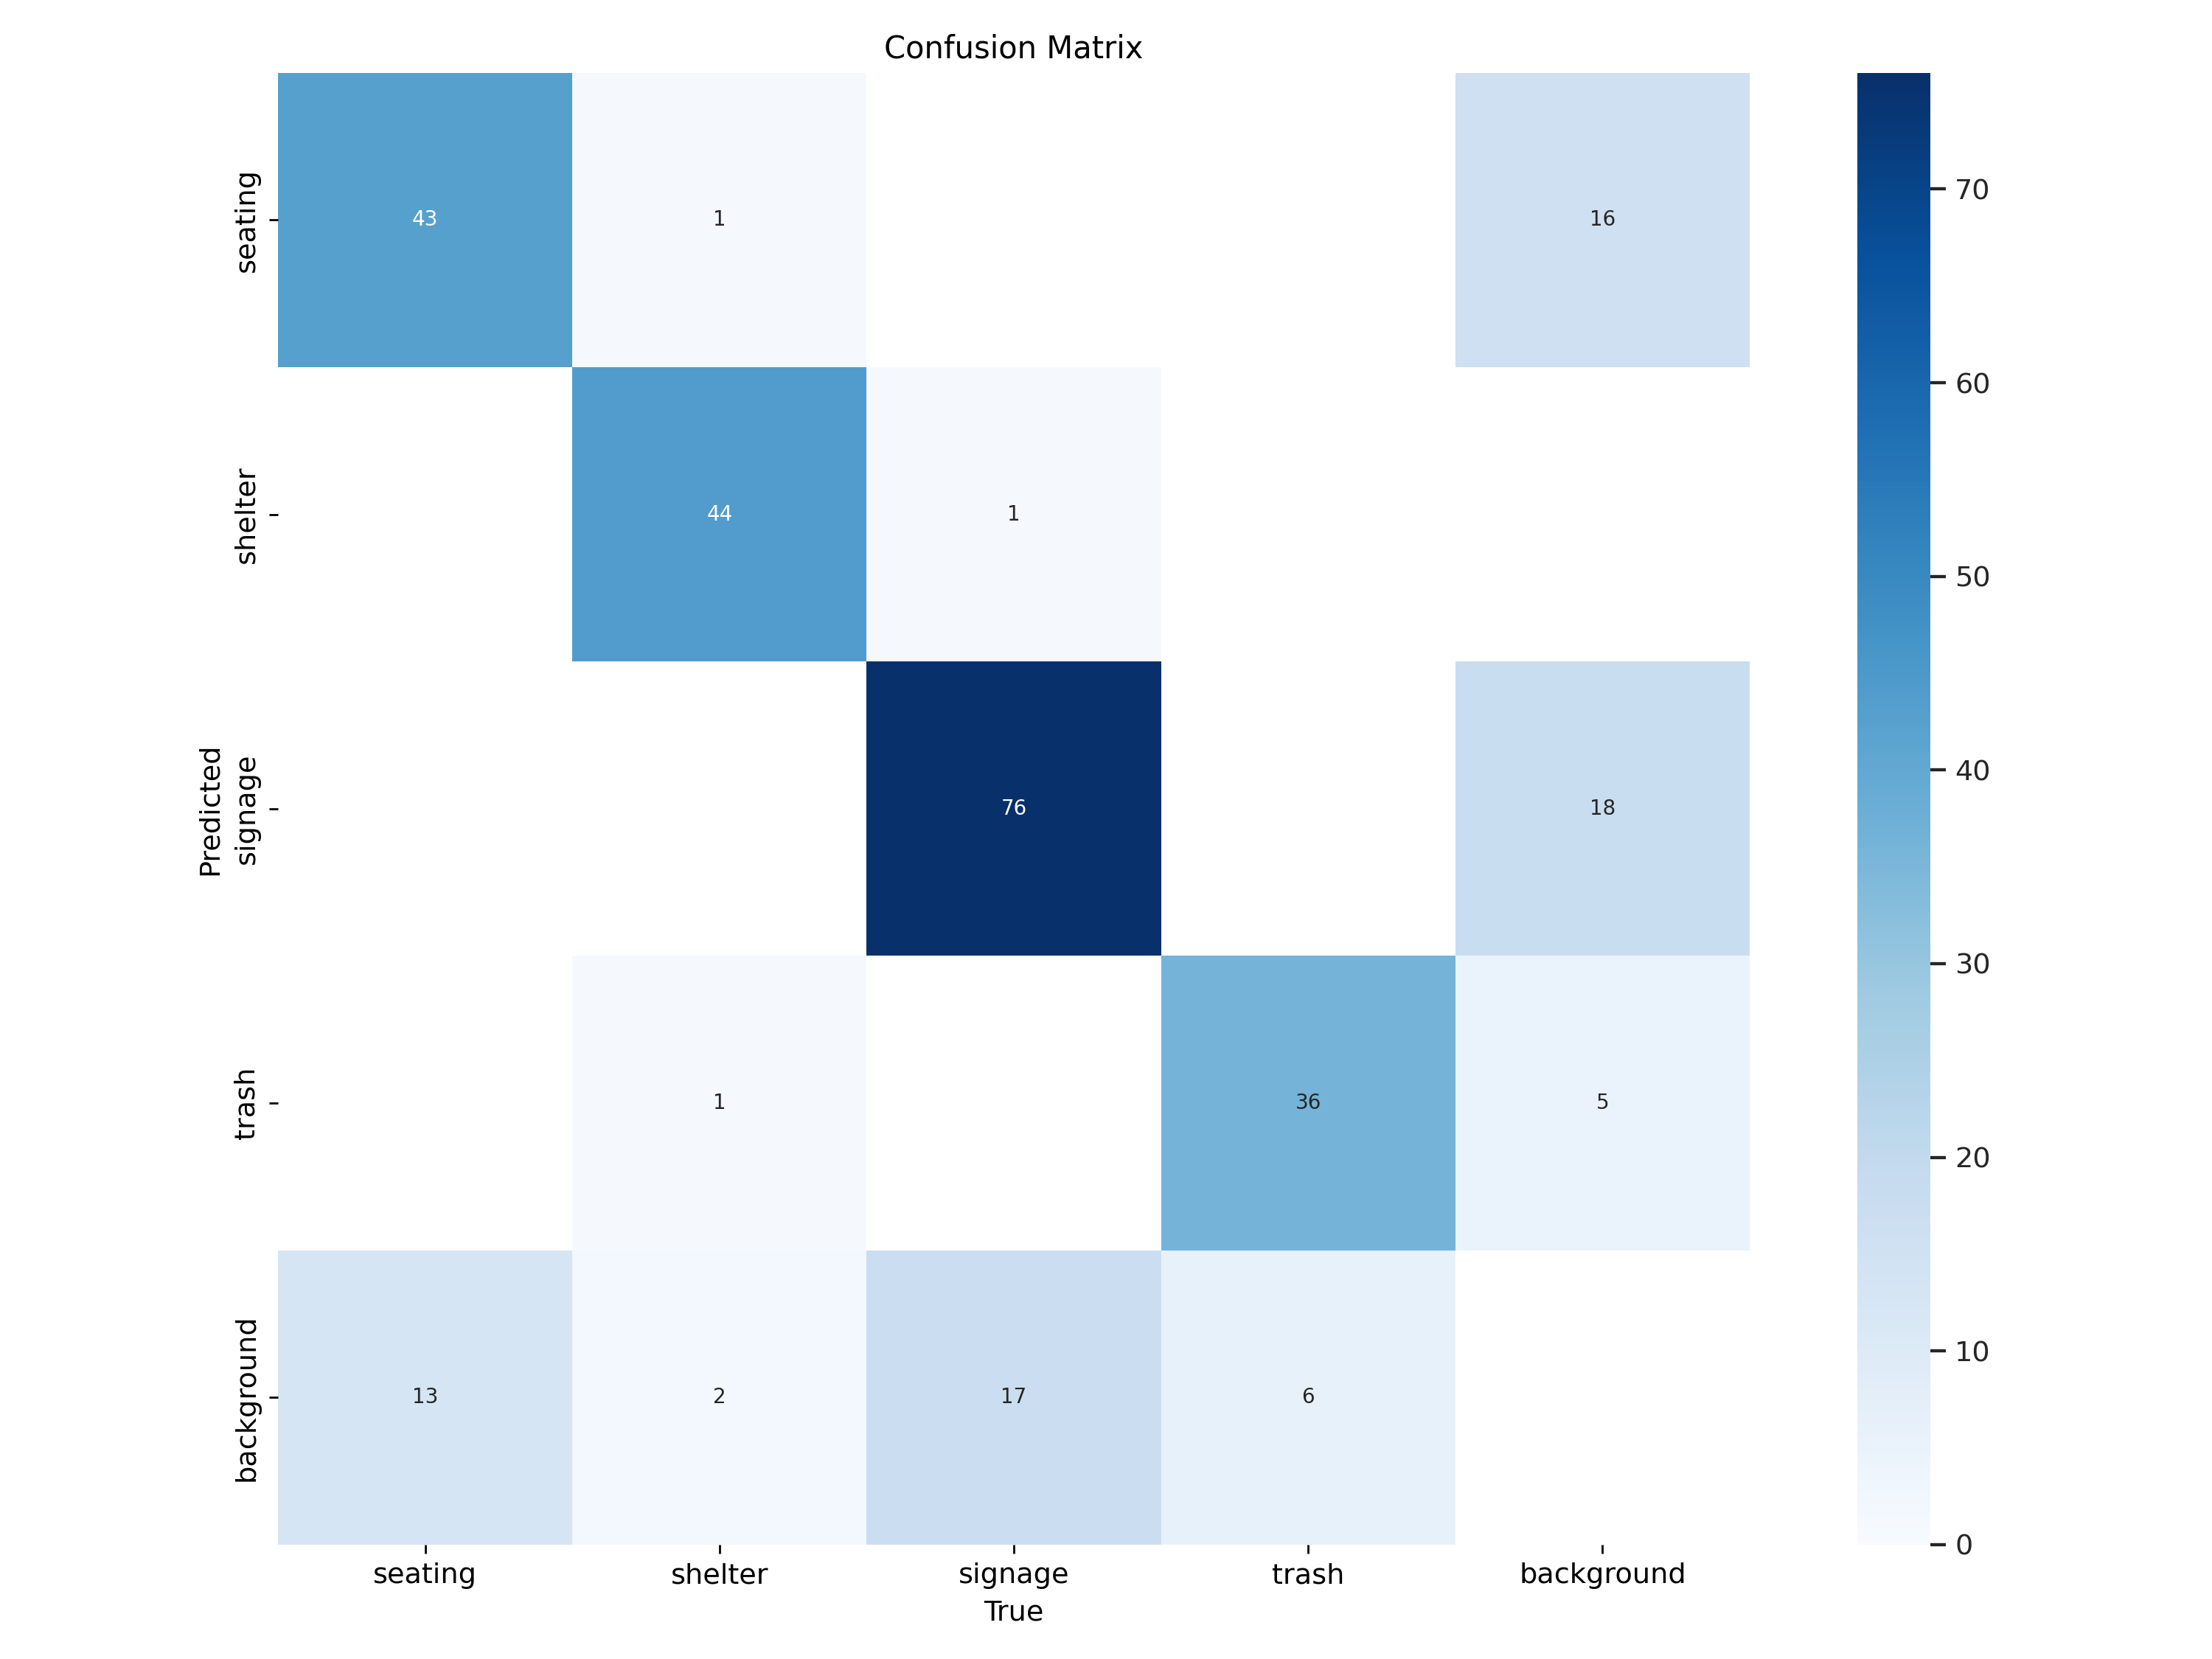 Confusion Matrix
seating
43
1
16
70
60
shelter
44
1
50
Predicted
signage
76
18
40
30
trash
1
36
5
20
background
13
2
17
6
10
0
seating
shelter
signage
trash
background
True